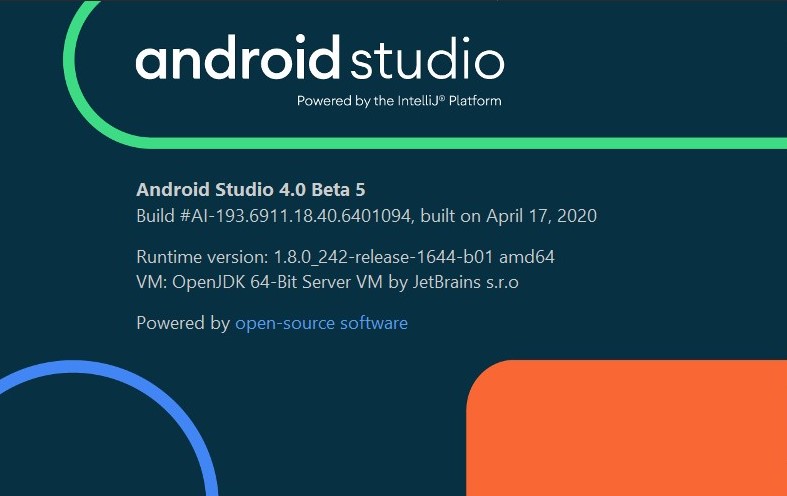 android studio
Powered by the IntelliJ® Platform
Android Studio 4.0 Beta 5
Build #AI-193.6911.18.40.6401094, built on April 17, 2020
Runtime version: 1.8.0_242-release-1644-b01 amd64
VM: OpenJDK 64-Bit Server VM by JetBrains s.r.o
Powered by open-source software